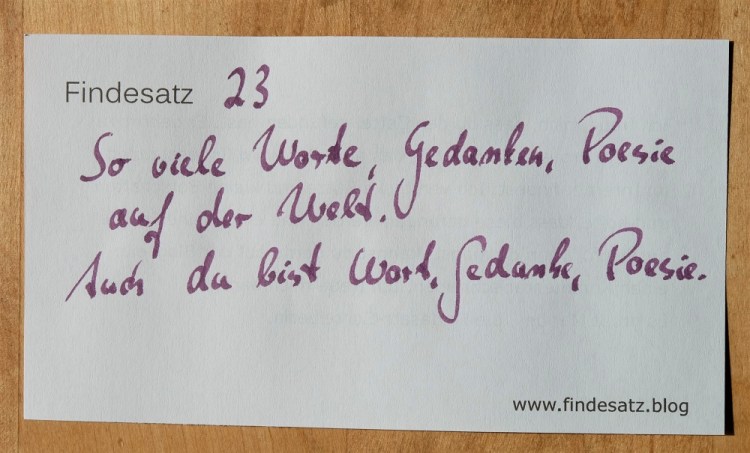 Findesatz 23
So viele Worte, Gedanken, Poesie
auf der Welt.
Auch du bist Wort, Gedanke, Poesie.
www.findesatz.blog